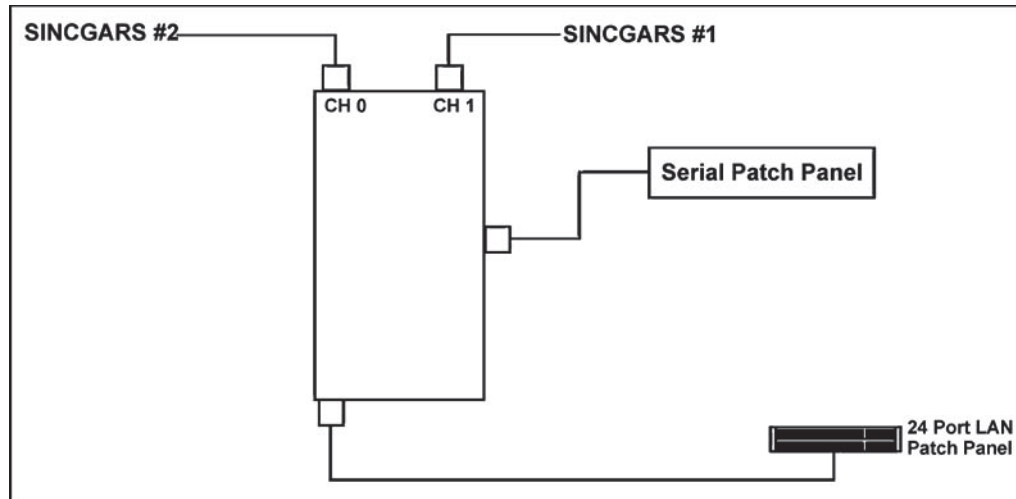 SINCGARS #2
SINCGARS #1
CH 0
CH 1
Serial Patch Panel
24 Port LAN
Patch Panel